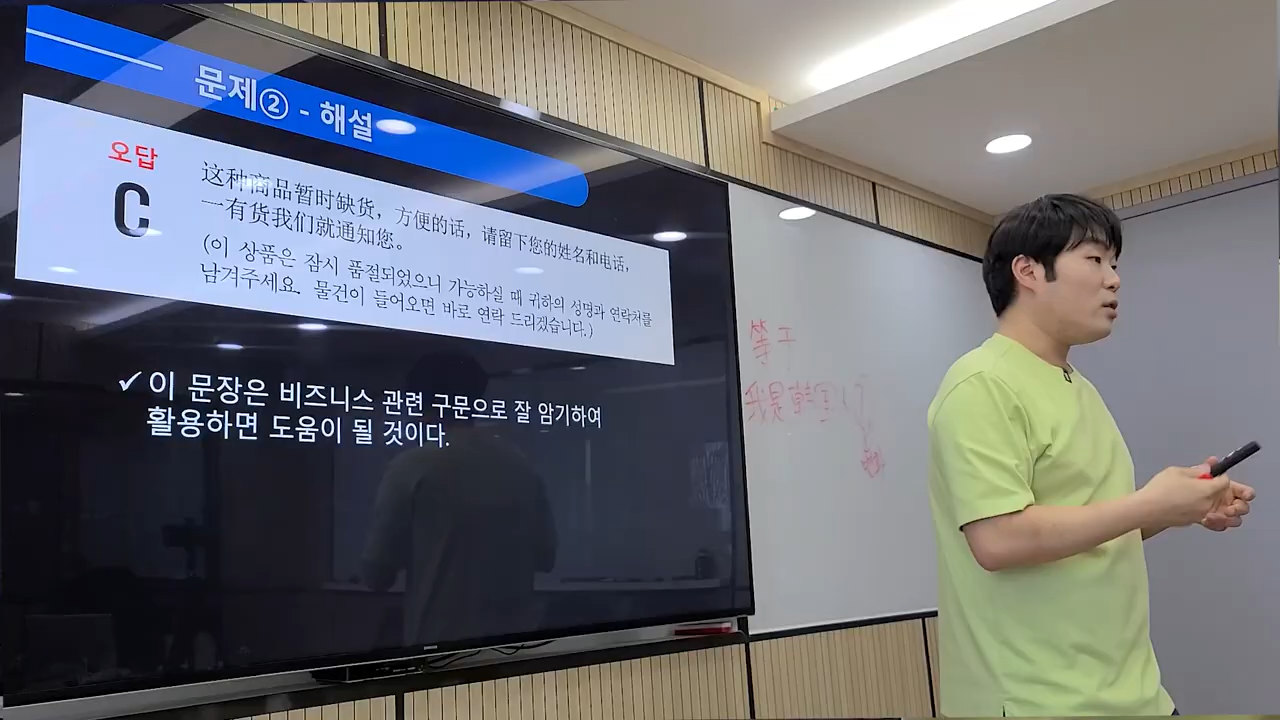 문제② - 해설
오답
C
这种商品暂时缺货，方便的话，请留下您的姓名和电话，
一有货我们就通知您。
(이 상품은 잠시 품절되었으니 가능하실 때 귀하의 성명과 연락처를
남겨주세요. 물건이 들어오면 바로 연락 드리겠습니다.)
✓ 이 문장은 비즈니스 관련 구문으로 잘 암기하여
활용하면 도움이 될 것이다.
等于
我是韩国人
SAMSUNG